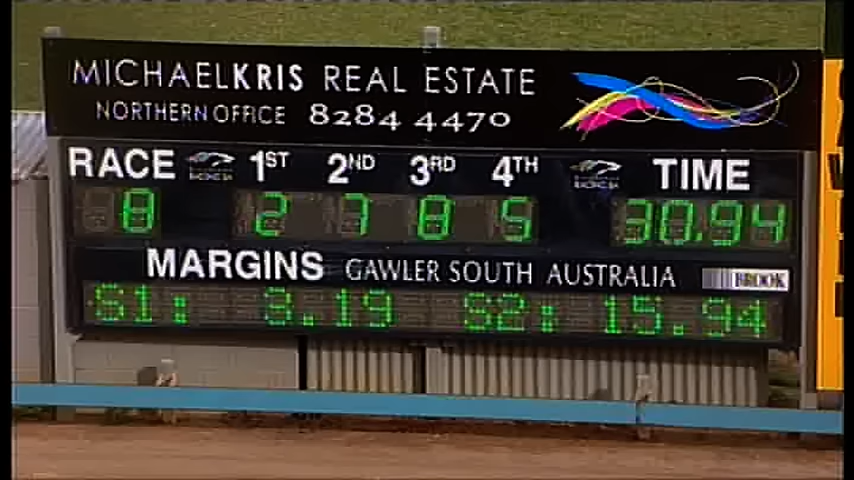 MICHAELKRIS REAL ESTATE
NORTHERN OFFICE 8284 4470
RACE 1ST 2ND 3RD 4TH TIME
8 2 7 8 5 30.94
MARGINS GAWLER SOUTH AUSTRALIA BROOK
S1: 3.19 S2: 15.94